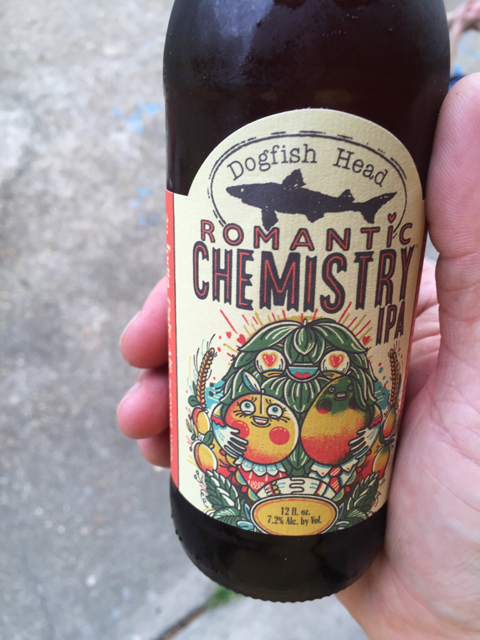 Dogfish Head
ROMANTiC
CHEMISTRY
IPA
12 fl. oz.
7.2% Alc. by Vol.